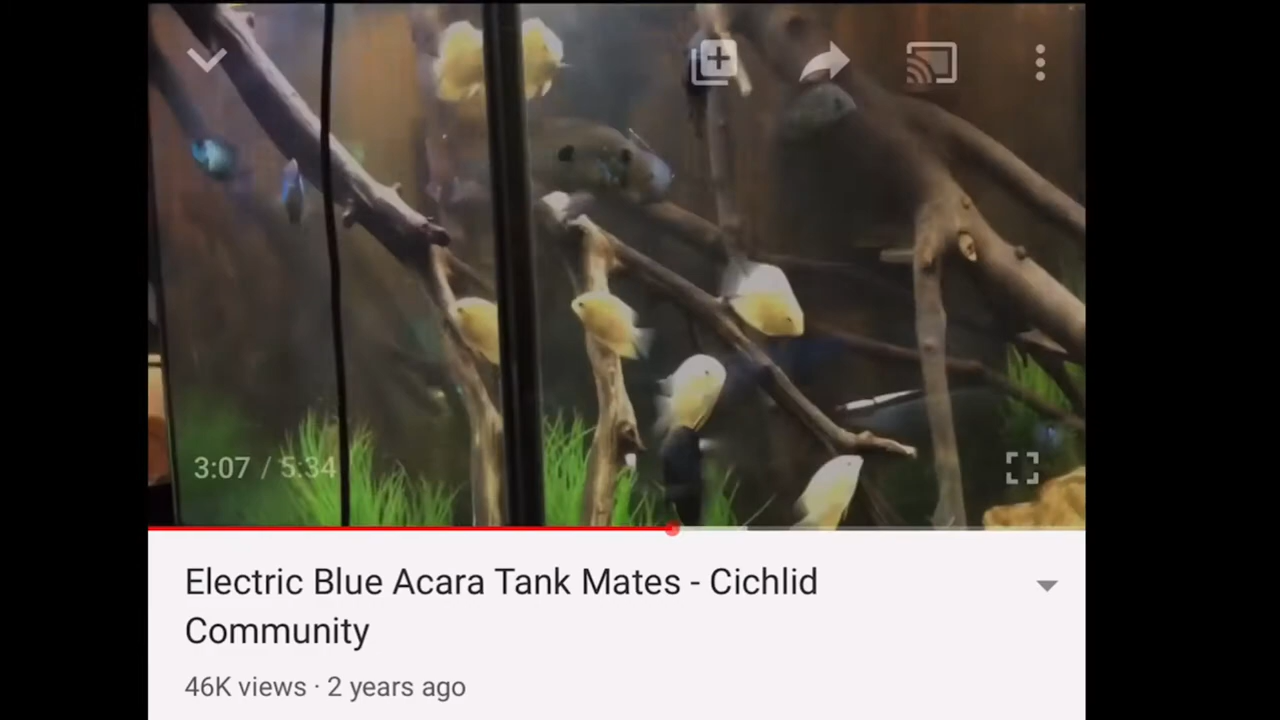 3:07 / 5:34
Electric Blue Acara Tank Mates - Cichlid
Community
46K views · 2 years ago